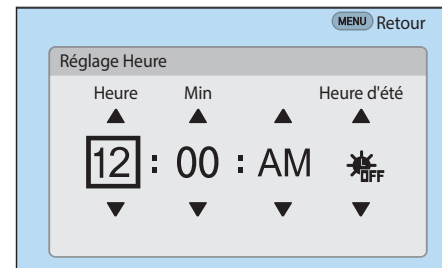 MENU Retour
Réglage Heure
Heure Min Heure d'été
12 : 00 : AM OFF